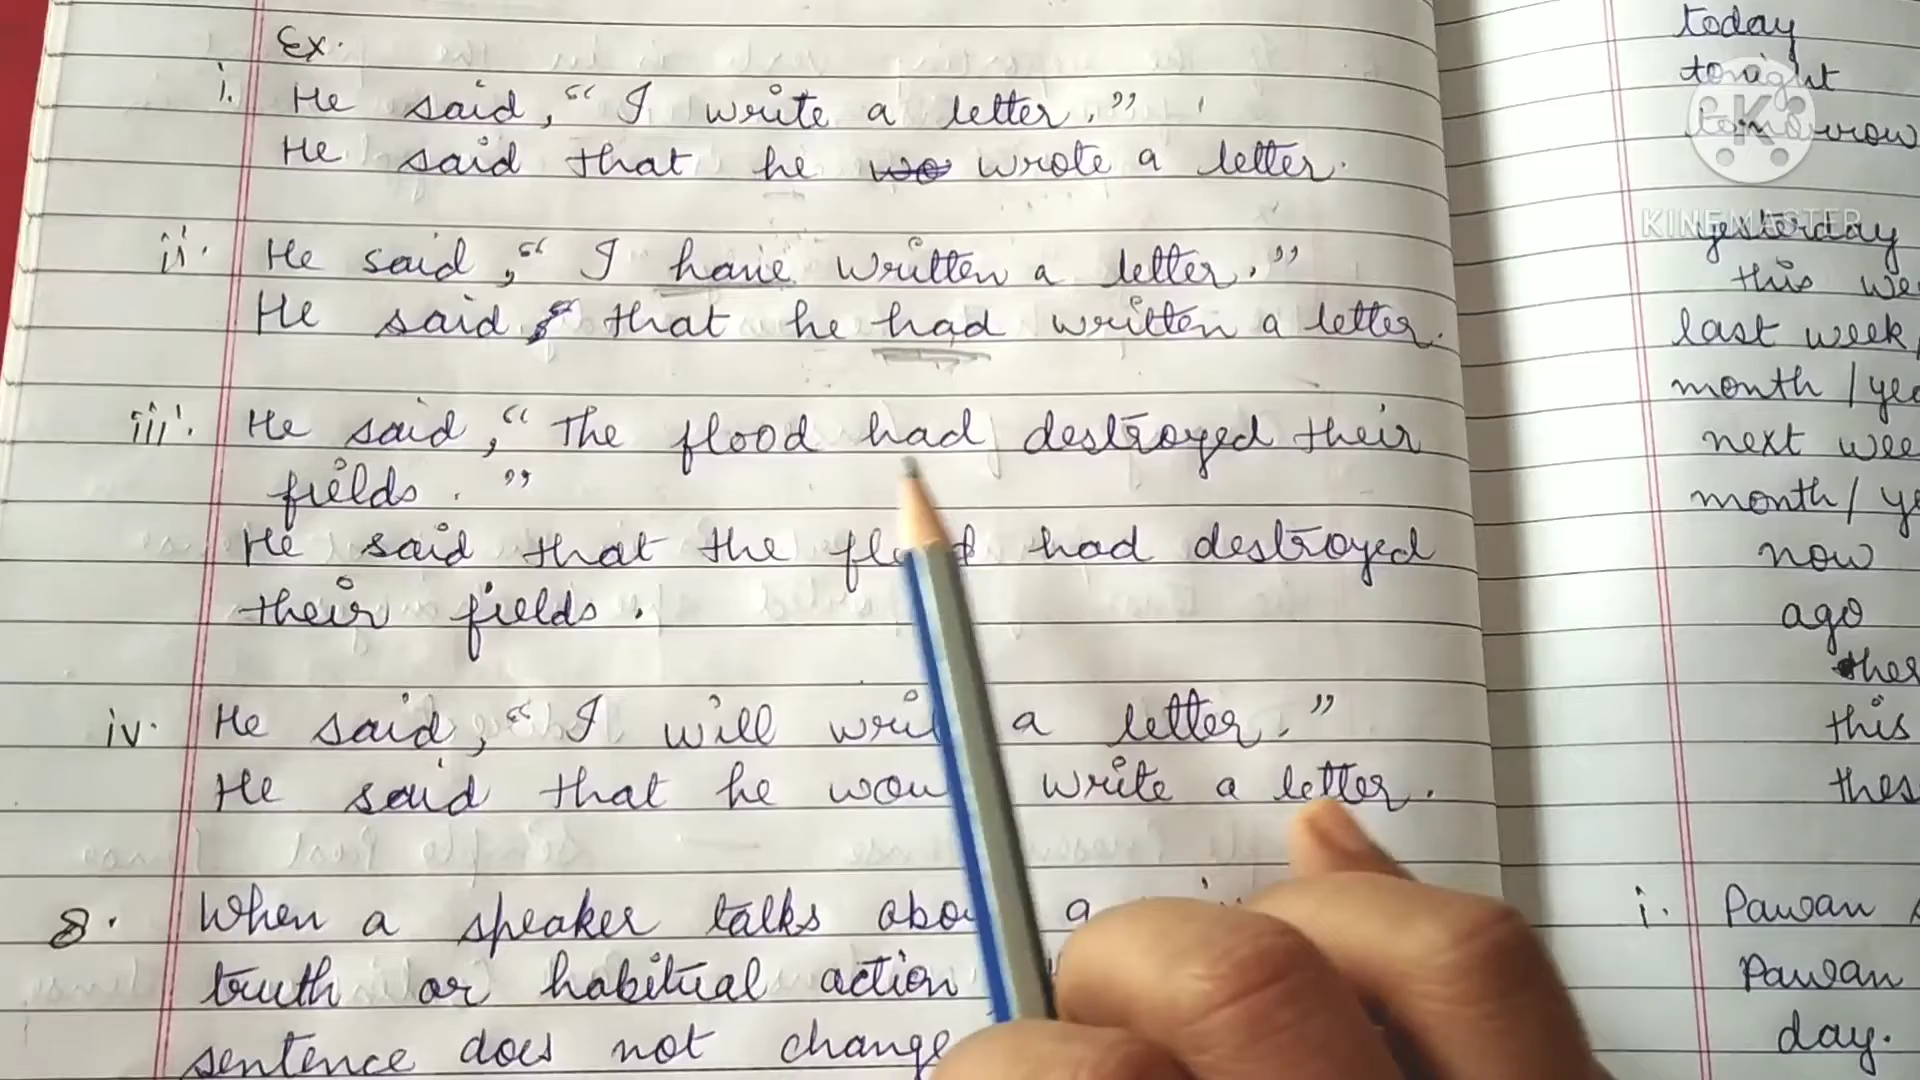 Ex.
i. He said, “I write a letter.”
He said that he wrote a letter.
ii. He said, “I have written a letter.”
He said that he had written a letter.
iii. He said, “The flood had destroyed their
fields.”
He said that the had destroyed
their fields.
iv. He said, “I will a letter.”
He said that he write a letter.
8. When a speaker talks a
truth or habitual action
sentence does not change
today
tonight
tomorrow
yesterday
this
last week
month /
next
month /
now
ago
this
i. Pawan
Pawan
day.
K
KINEMASTER